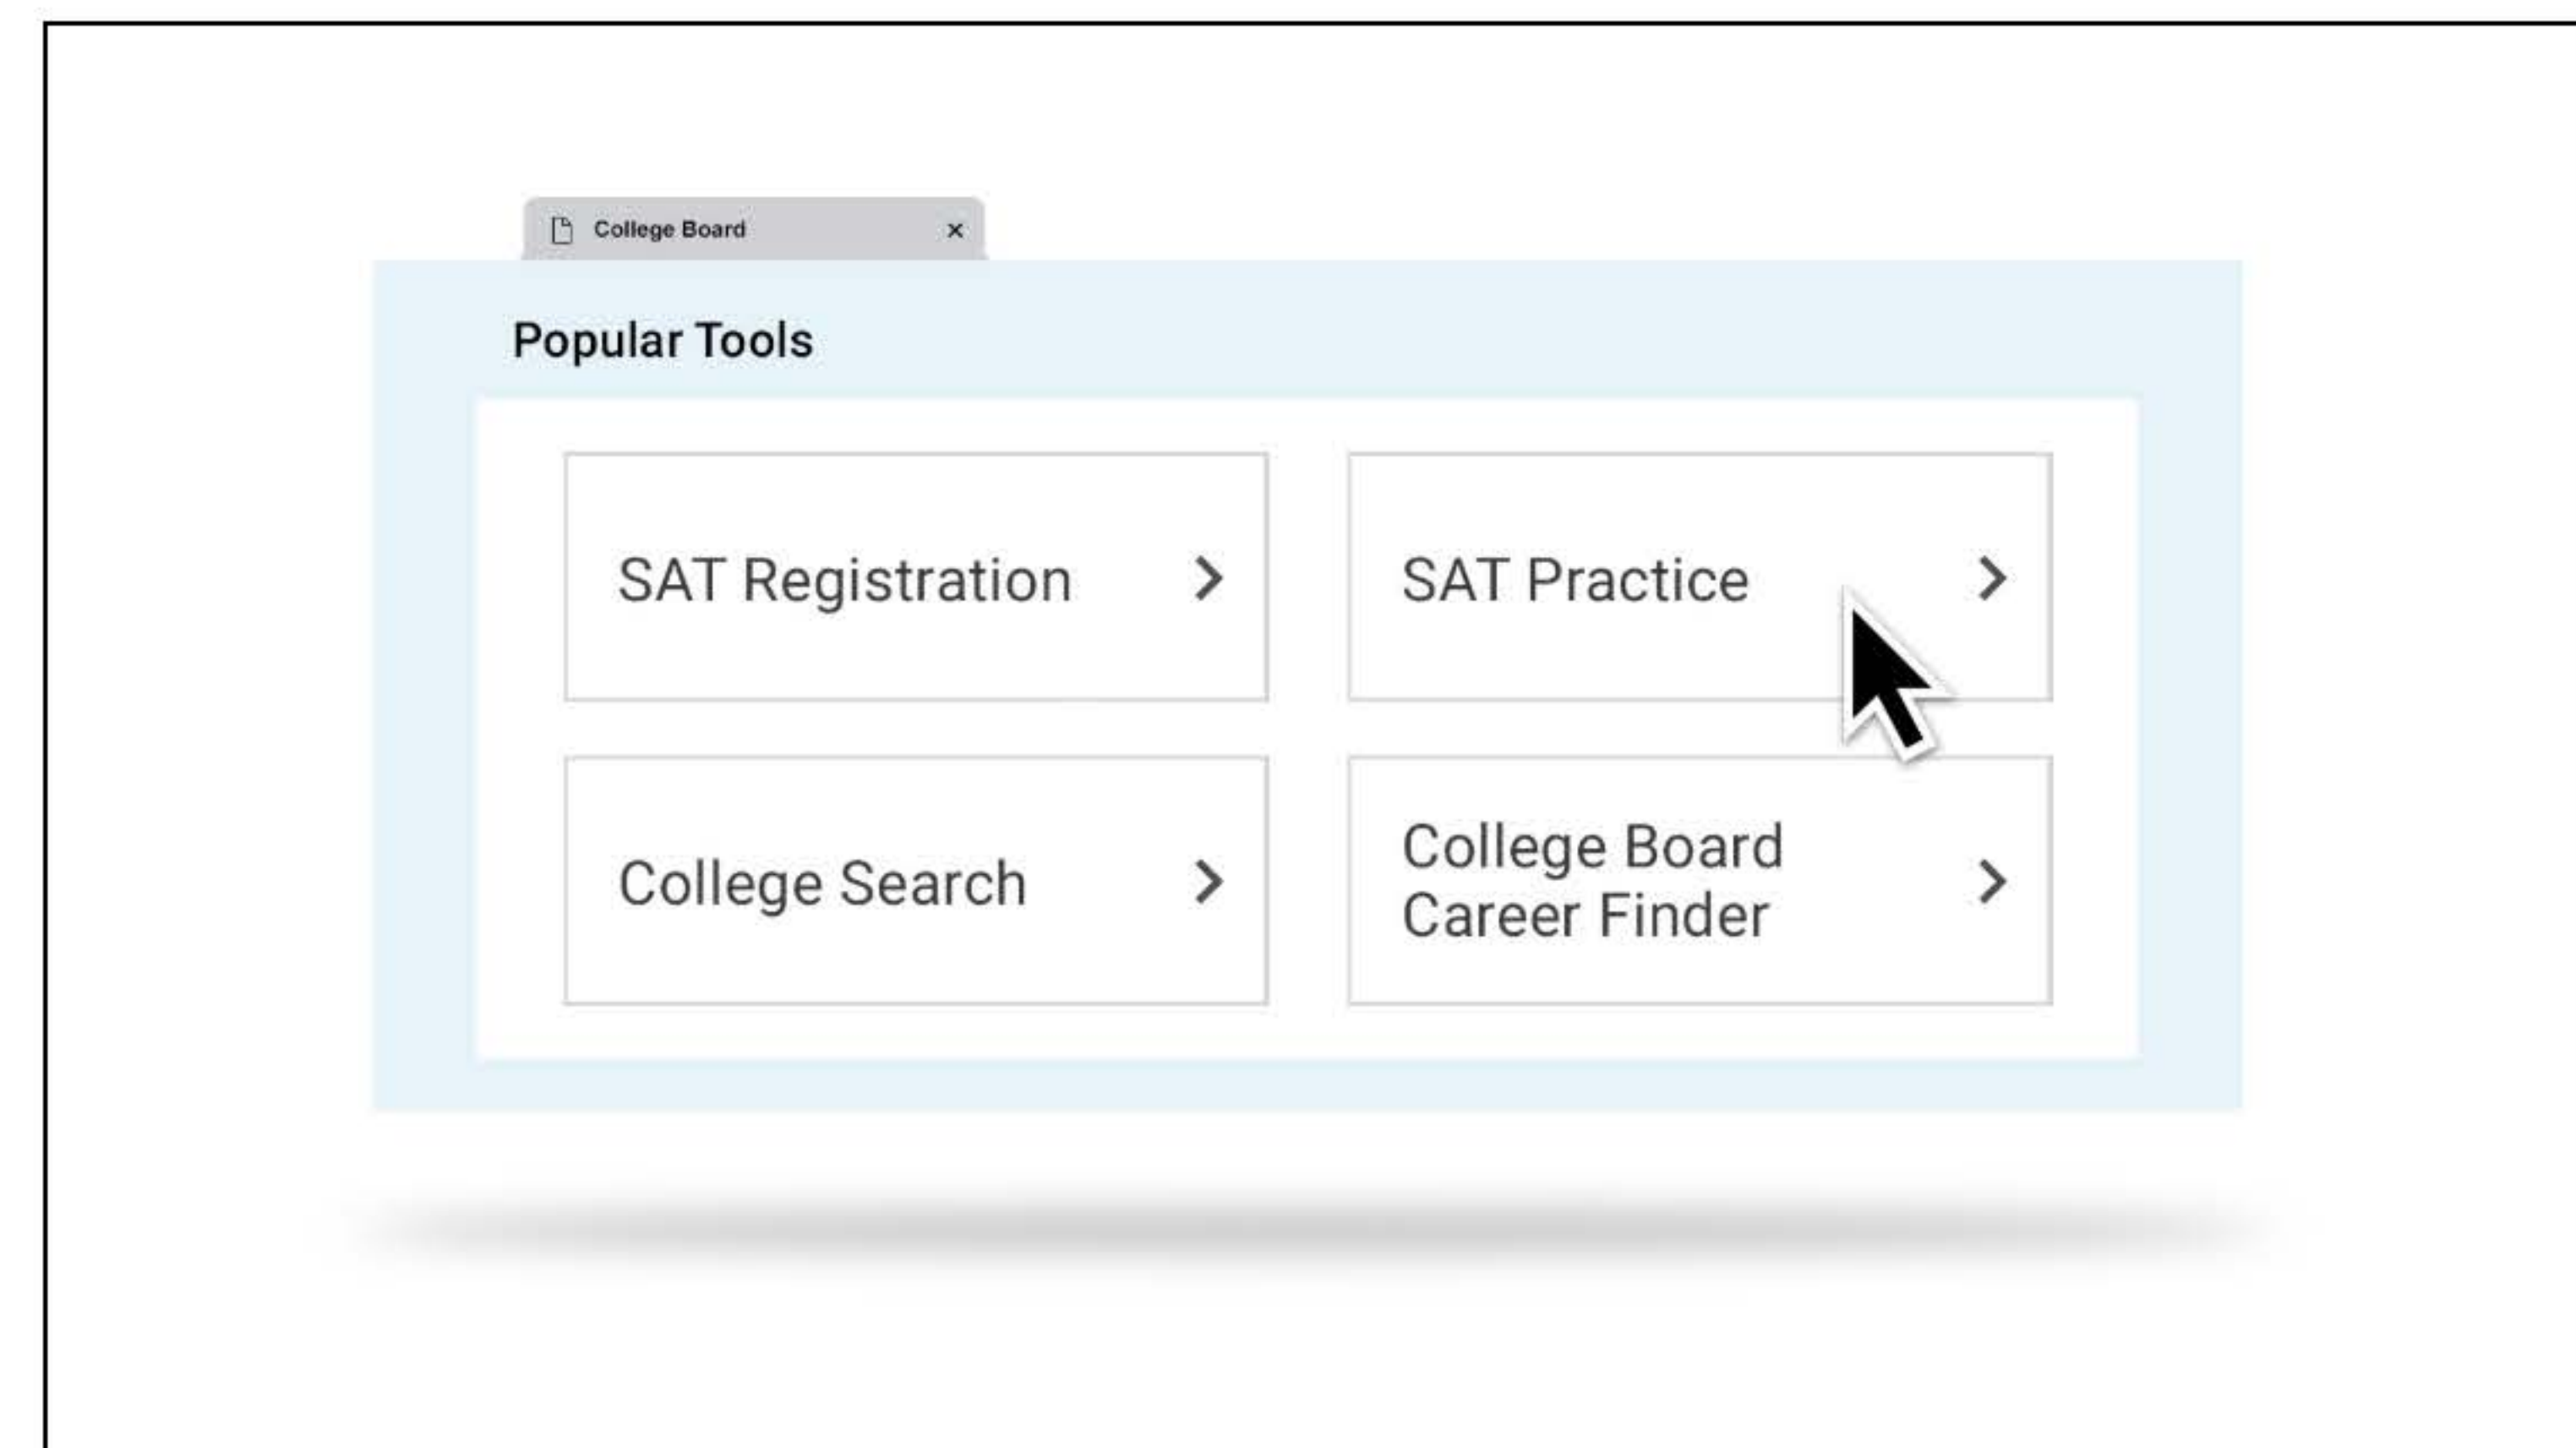 College Board
Popular Tools
SAT Registration
SAT Practice
College Search
College Board
Career Finder